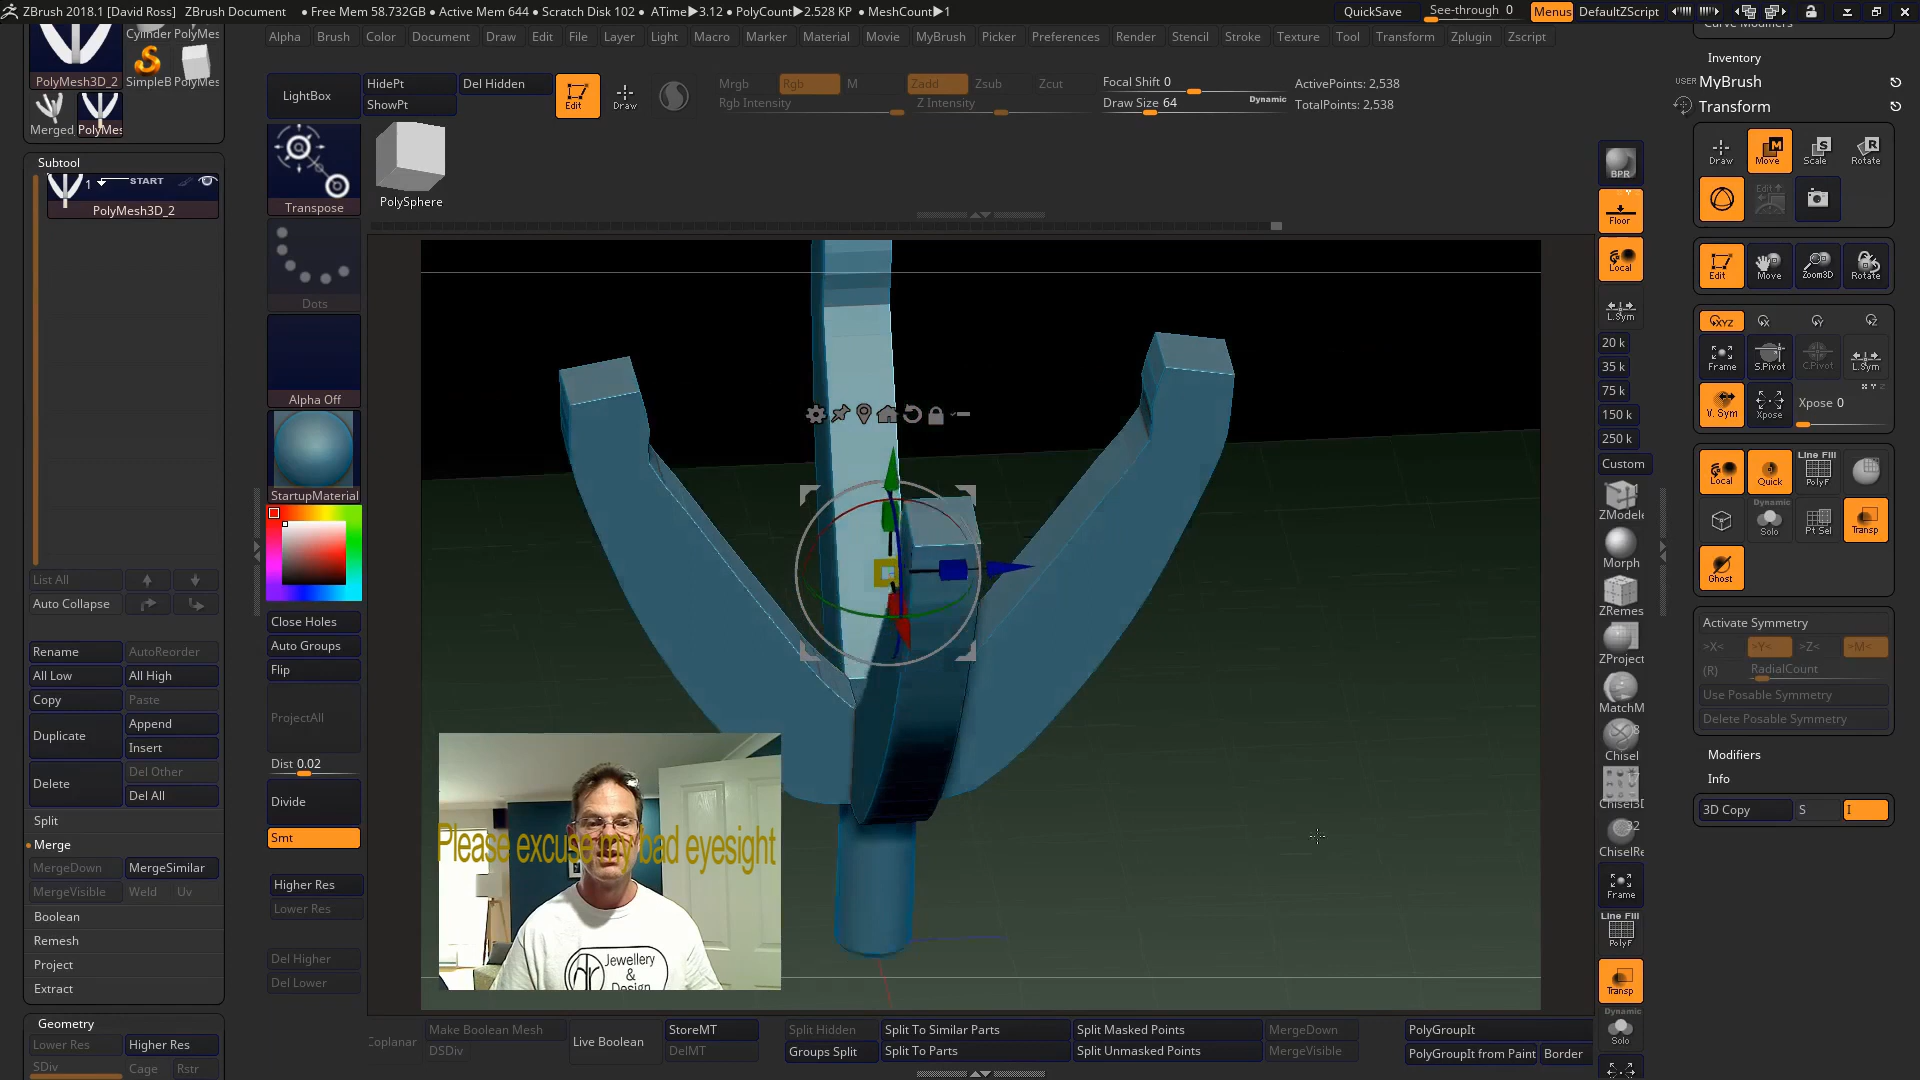 ZBrush 2018.1 [David Ross] ZBrush Document ● Free Mem 58.732GB ● Active Mem 644 ● Scratch Disk 102 ● ATime▶3.12 ● PolyCount▶2.528 KP ● MeshCount▶1 QuickSave See-through 0 Menus DefaultZScript
Alpha Brush Color Document Draw Edit File Layer Light Macro Marker Material Movie MyBrush Picker Preferences Render Stencil Stroke Texture Tool Transform Zplugin Zscript
Cylinder PolyMes
PolyMesh3D_2 SimpleB PolyMes
Merged PolyMes
Subtool
1 START
PolyMesh3D_2
List All
Auto Collapse
Rename AutoReorder
All Low All High
Copy Paste
Duplicate Append
Insert
Delete Del Other
Del All
Split
Merge
MergeDown MergeSimilar
MergeVisible Weld Uv
Boolean
Remesh
Project
Extract
Geometry
Lower Res Higher Res
SDiv Cage Rstr
LightBox
HidePt Del Hidden
ShowPt
Edit Draw
Mrgb Rgb M Zadd Zsub Zcut
Rgb Intensity Z Intensity
Focal Shift 0
Draw Size 64 Dynamic
ActivePoints: 2,538
TotalPoints: 2,538
Transpose
PolySphere
Dots
Alpha Off
StartupMaterial
Close Holes
Auto Groups
Flip
ProjectAll
Dist 0.02
Divide
Smt
Higher Res
Lower Res
Del Higher
Del Lower
Please excuse my bad eyesight
Jewellery
&
Design
Coplanar
Make Boolean Mesh
DSDiv
Live Boolean
StoreMT
DelMT
Split Hidden Split To Similar Parts Split Masked Points MergeDown PolyGroupIt
Groups Split Split To Parts Split Unmasked Points MergeVisible PolyGroupIt from Paint Border
BPR
Floor
Local
L.Sym
20 k
35 k
75 k
150 k
250 k
Custom
ZModele
Morph
ZRemes
ZProject
MatchM
8
Chisel
Chisel3D
32
ChiselRe
Frame
Line Fill
PolyF
Transp
Dynamic
Solo
Curve Modifiers
Inventory
USER MyBrush
Transform
Draw Move Scale Rotate
Edit
Edit Move Zoom3D Rotate
XYZ X Y Z
Frame S.Pivot C.Pivot L.Sym
V. Sym Xpose Xpose 0
X Y Z
Local Quick Line Fill PolyF
Dynamic
Solo Pt Sel Transp
Ghost
Activate Symmetry
>X< >Y< >Z< >M<
(R) RadialCount
Use Posable Symmetry
Delete Posable Symmetry
Modifiers
Info
3D Copy S I